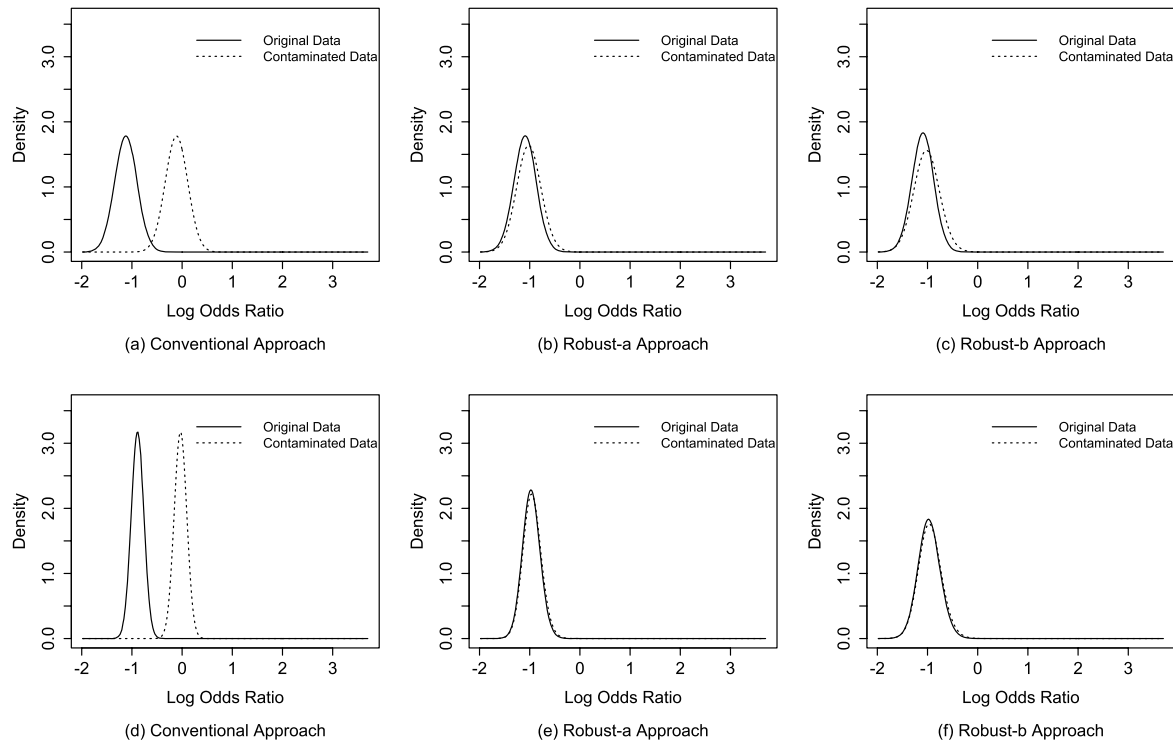 Original Data
Contaminated Data
3.0
2.0
1.0
0.0
Density
-2 -1 0 1 2 3
Log Odds Ratio
(a) Conventional Approach
Original Data
Contaminated Data
3.0
2.0
1.0
0.0
Density
-2 -1 0 1 2 3
Log Odds Ratio
(b) Robust-a Approach
Original Data
Contaminated Data
3.0
2.0
1.0
0.0
Density
-2 -1 0 1 2 3
Log Odds Ratio
(c) Robust-b Approach
Original Data
Contaminated Data
3.0
2.0
1.0
0.0
Density
-2 -1 0 1 2 3
Log Odds Ratio
(d) Conventional Approach
Original Data
Contaminated Data
3.0
2.0
1.0
0.0
Density
-2 -1 0 1 2 3
Log Odds Ratio
(e) Robust-a Approach
Original Data
Contaminated Data
3.0
2.0
1.0
0.0
Density
-2 -1 0 1 2 3
Log Odds Ratio
(f) Robust-b Approach